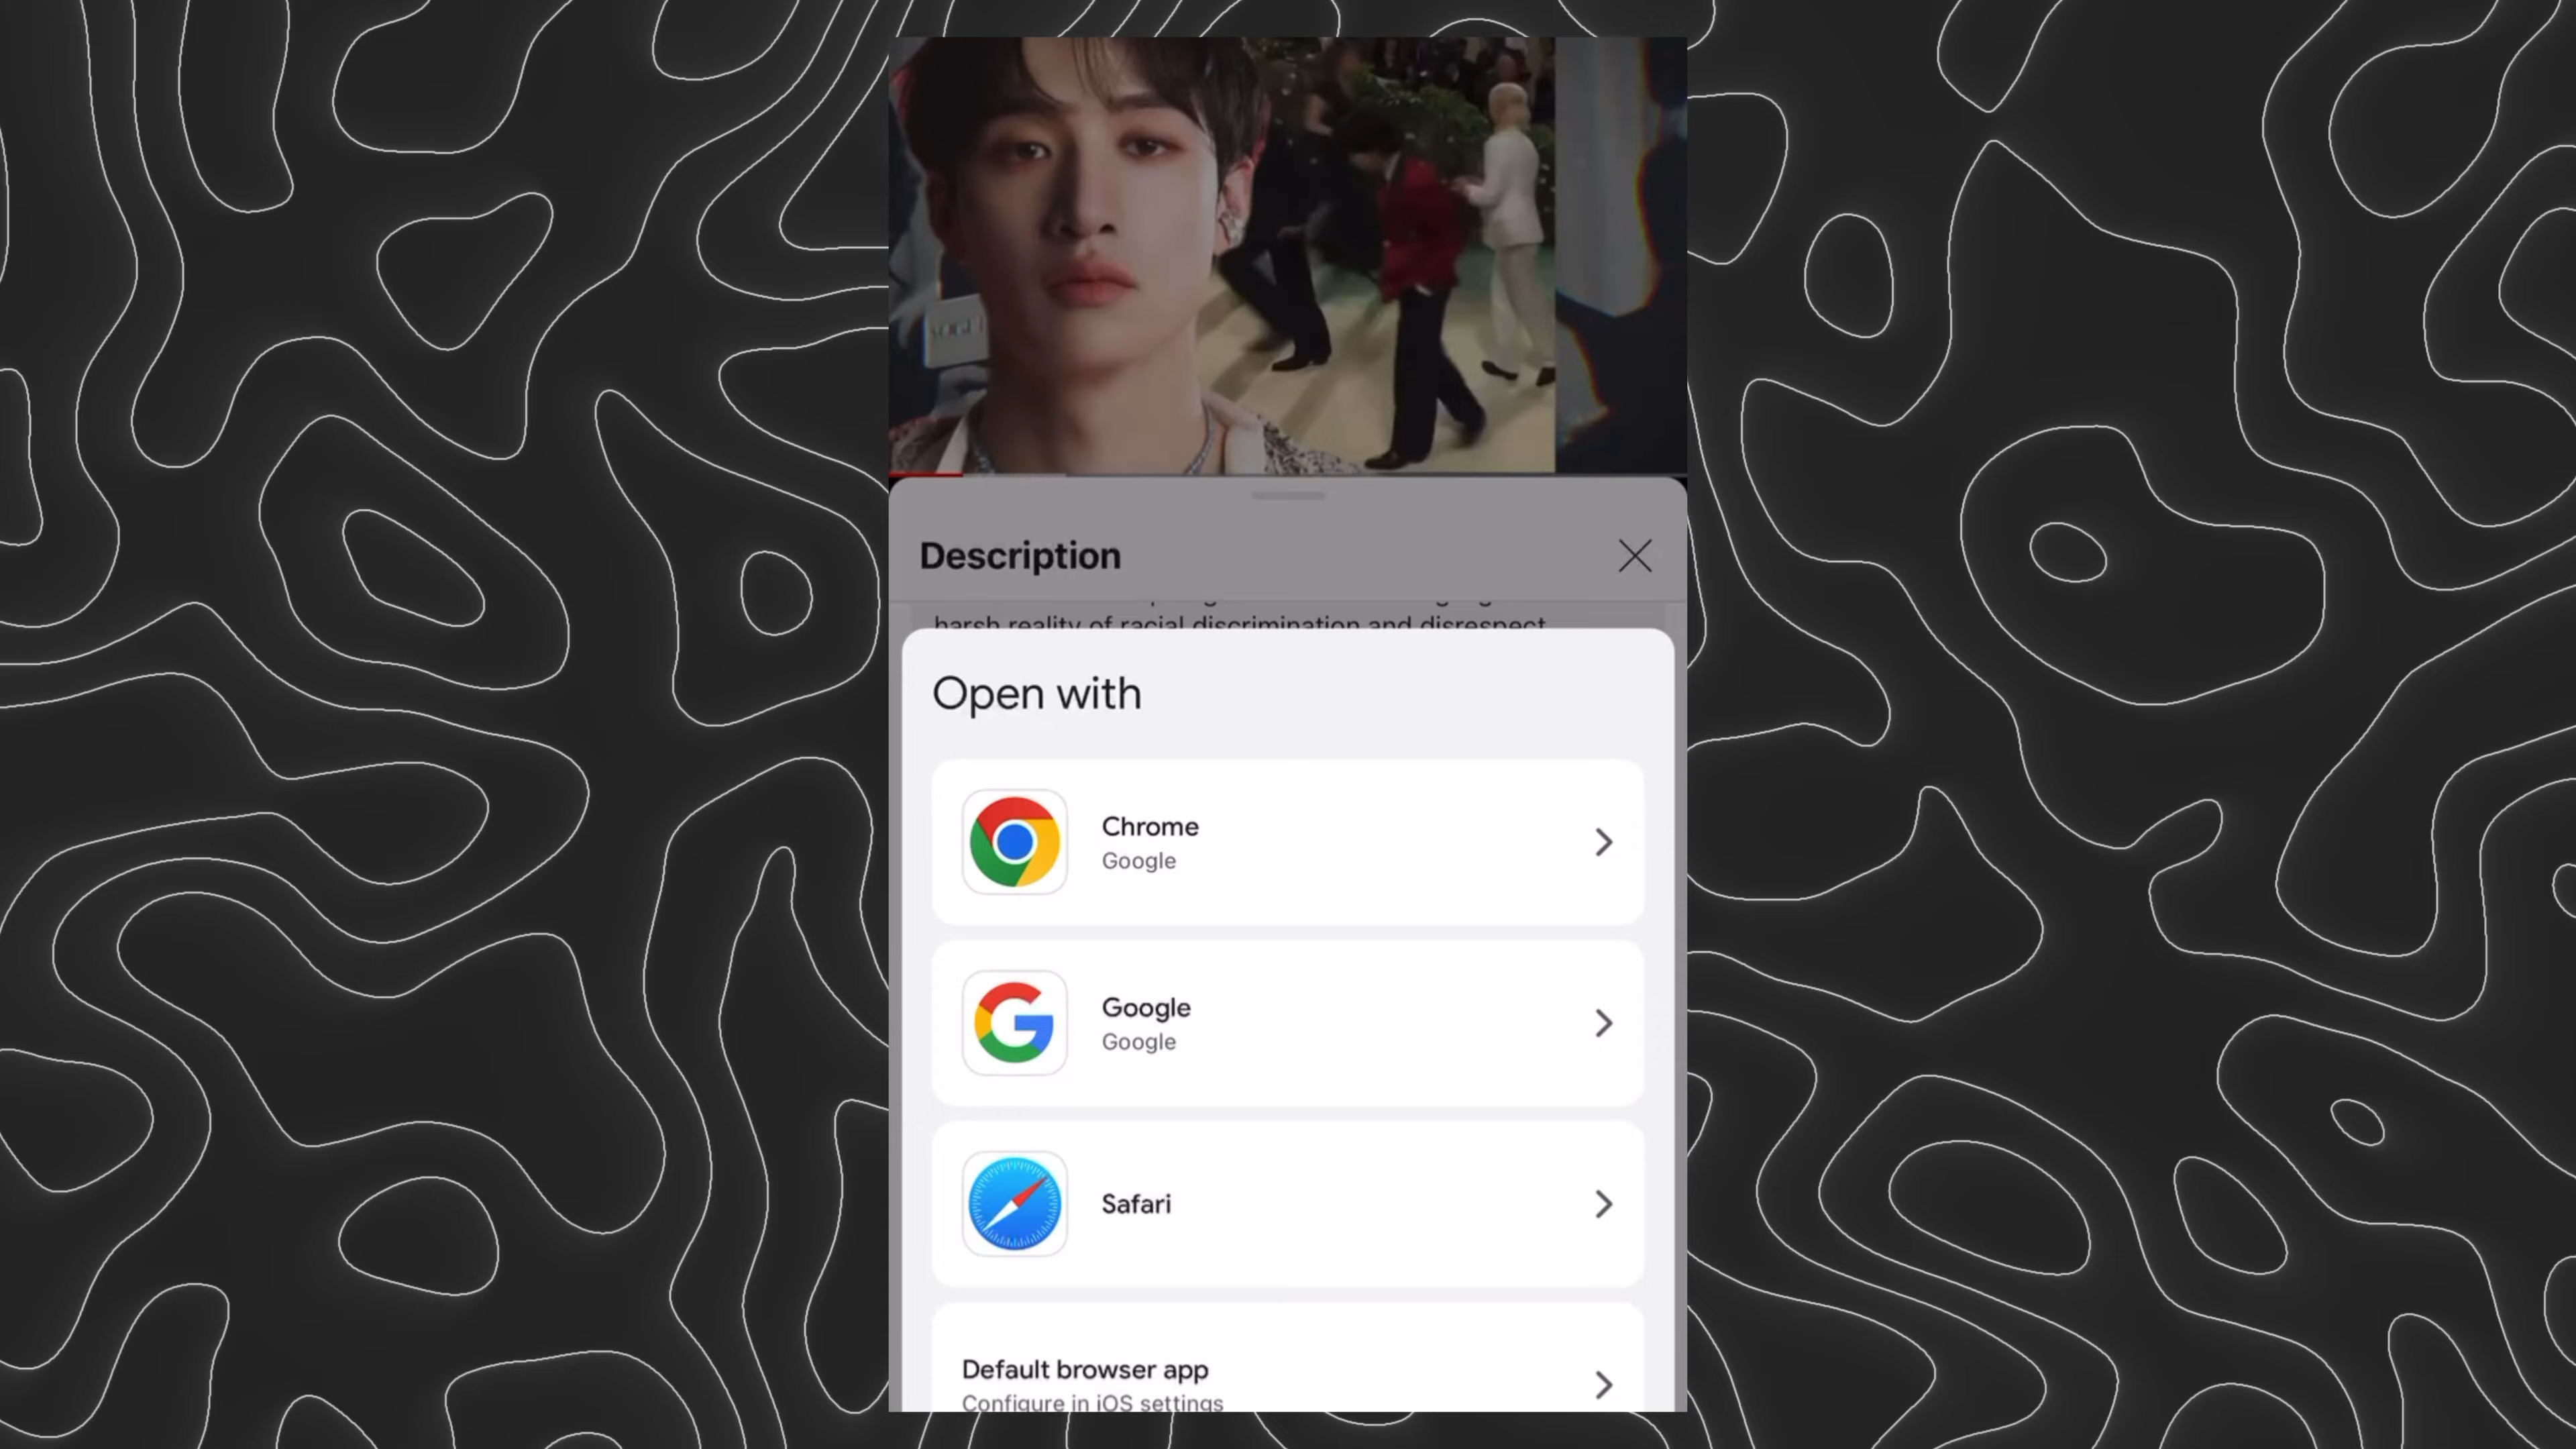 Description
harsh reality of racial discrimination and disrespect
Open with
Chrome
Google
Google
Google
Safari
Default browser app
Configure in iOS settings